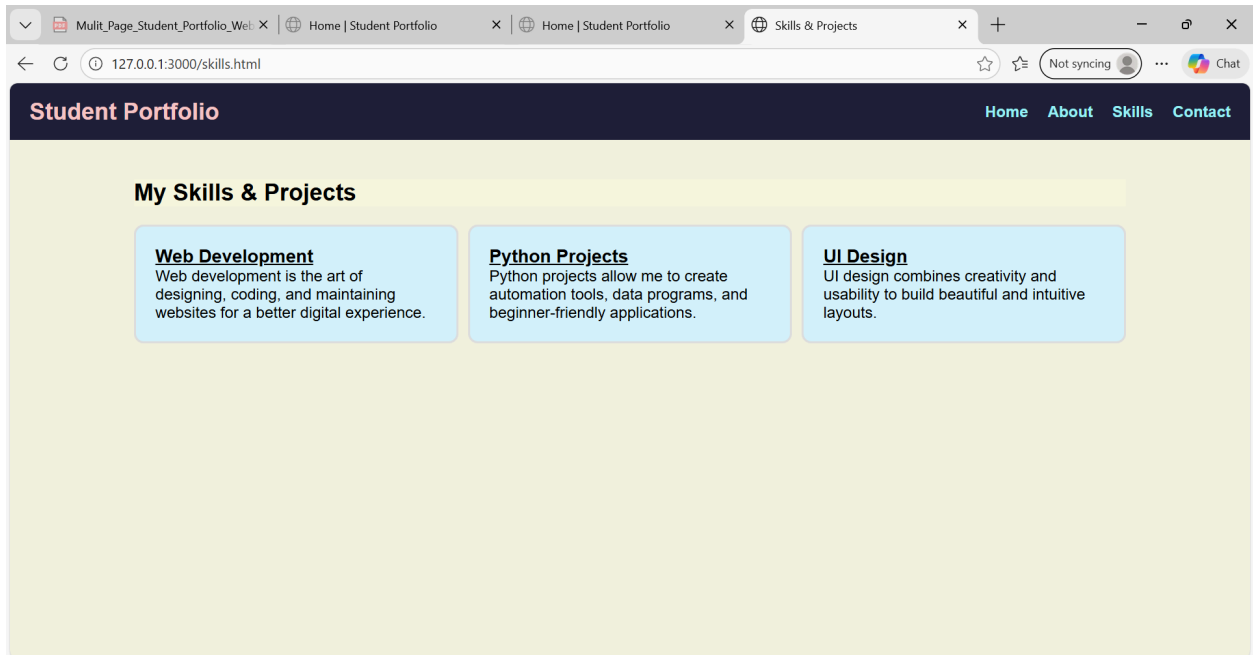 Mulit_Page_Student_Portfolio_Web
Home | Student Portfolio
Home | Student Portfolio
Skills & Projects
127.0.0.1:3000/skills.html
Not syncing
Chat
Student Portfolio
Home About Skills Contact
My Skills & Projects
Web Development
Web development is the art of
designing, coding, and maintaining
websites for a better digital experience.
Python Projects
Python projects allow me to create
automation tools, data programs, and
beginner-friendly applications.
UI Design
UI design combines creativity and
usability to build beautiful and intuitive
layouts.